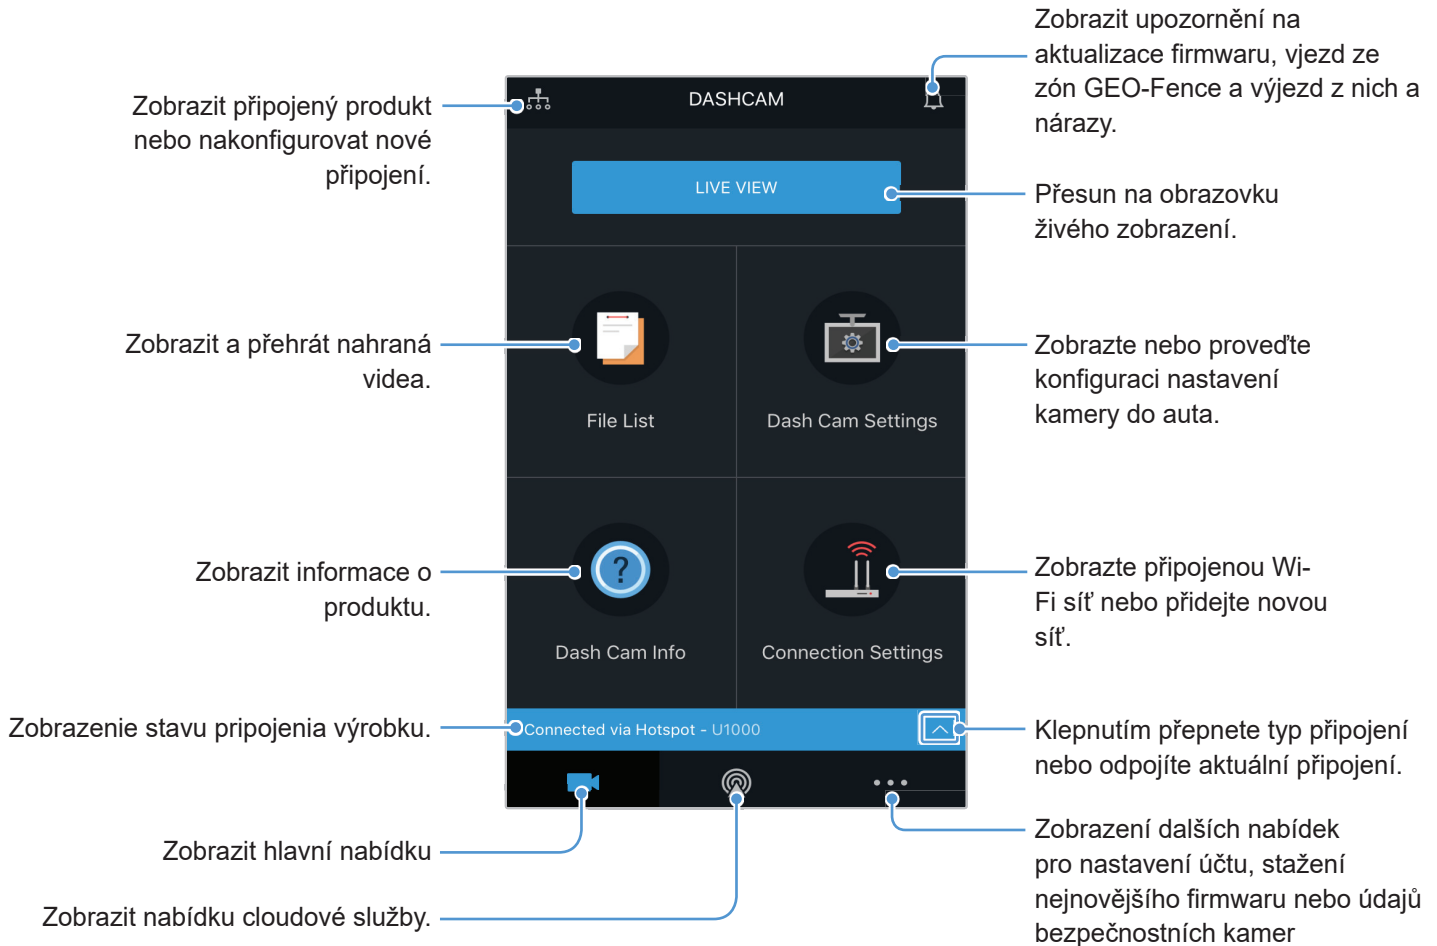 Zobrazit upozornění na
aktualizace firmwaru, vjezd ze
zón GEO-Fence a výjezd z nich a
nárazy.
Zobrazit připojený produkt
nebo nakonfigurovat nové
připojení.
DASHCAM
LIVE VIEW
Přesun na obrazovku
živého zobrazení.
Zobrazit a přehrát nahraná
videa.
File List
Dash Cam Settings
Zobrazte nebo proveďte
konfiguraci nastavení
kamery do auta.
Zobrazit informace o
produktu.
?
Dash Cam Info
Connection Settings
Zobrazte připojenou Wi-
Fi síť nebo přidejte novou
síť.
Zobrazenie stavu pripojenia výrobku.
Connected via Hotspot - U1000
Klepnutím přepnete typ připojení
nebo odpojíte aktuální připojení.
Zobrazit hlavní nabídku
Zobrazit nabídku cloudové služby.
Zobrazení dalších nabídek
pro nastavení účtu, stažení
nejnovějšího firmwaru nebo údajů
bezpečnostních kamer